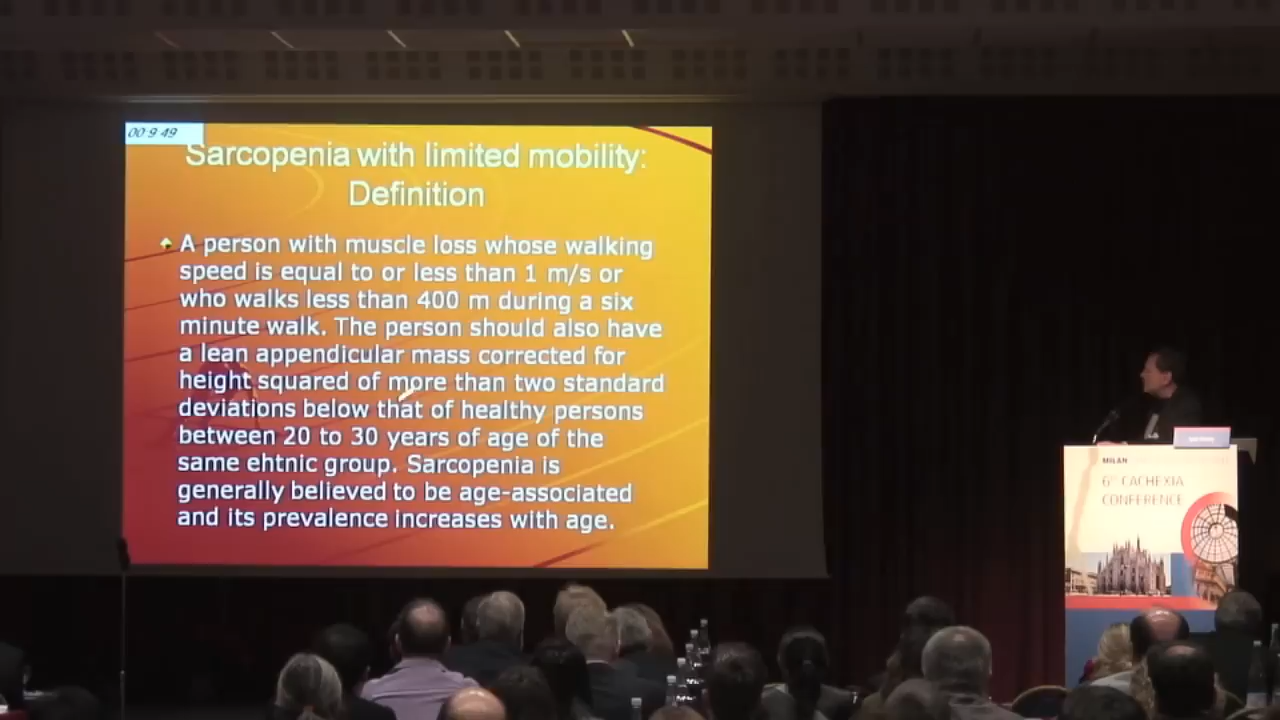 00 9 49
Sarcopenia with limited mobility:
Definition
A person with muscle loss whose walking
speed is equal to or less than 1 m/s or
who walks less than 400 m during a six
minute walk. The person should also have
a lean appendicular mass corrected for
height squared of more than two standard
deviations below that of healthy persons
between 20 to 30 years of age of the
same ehtnic group. Sarcopenia is
generally believed to be age-associated
and its prevalence increases with age.
MILAN
6th CACHEXIA
CONFERENCE